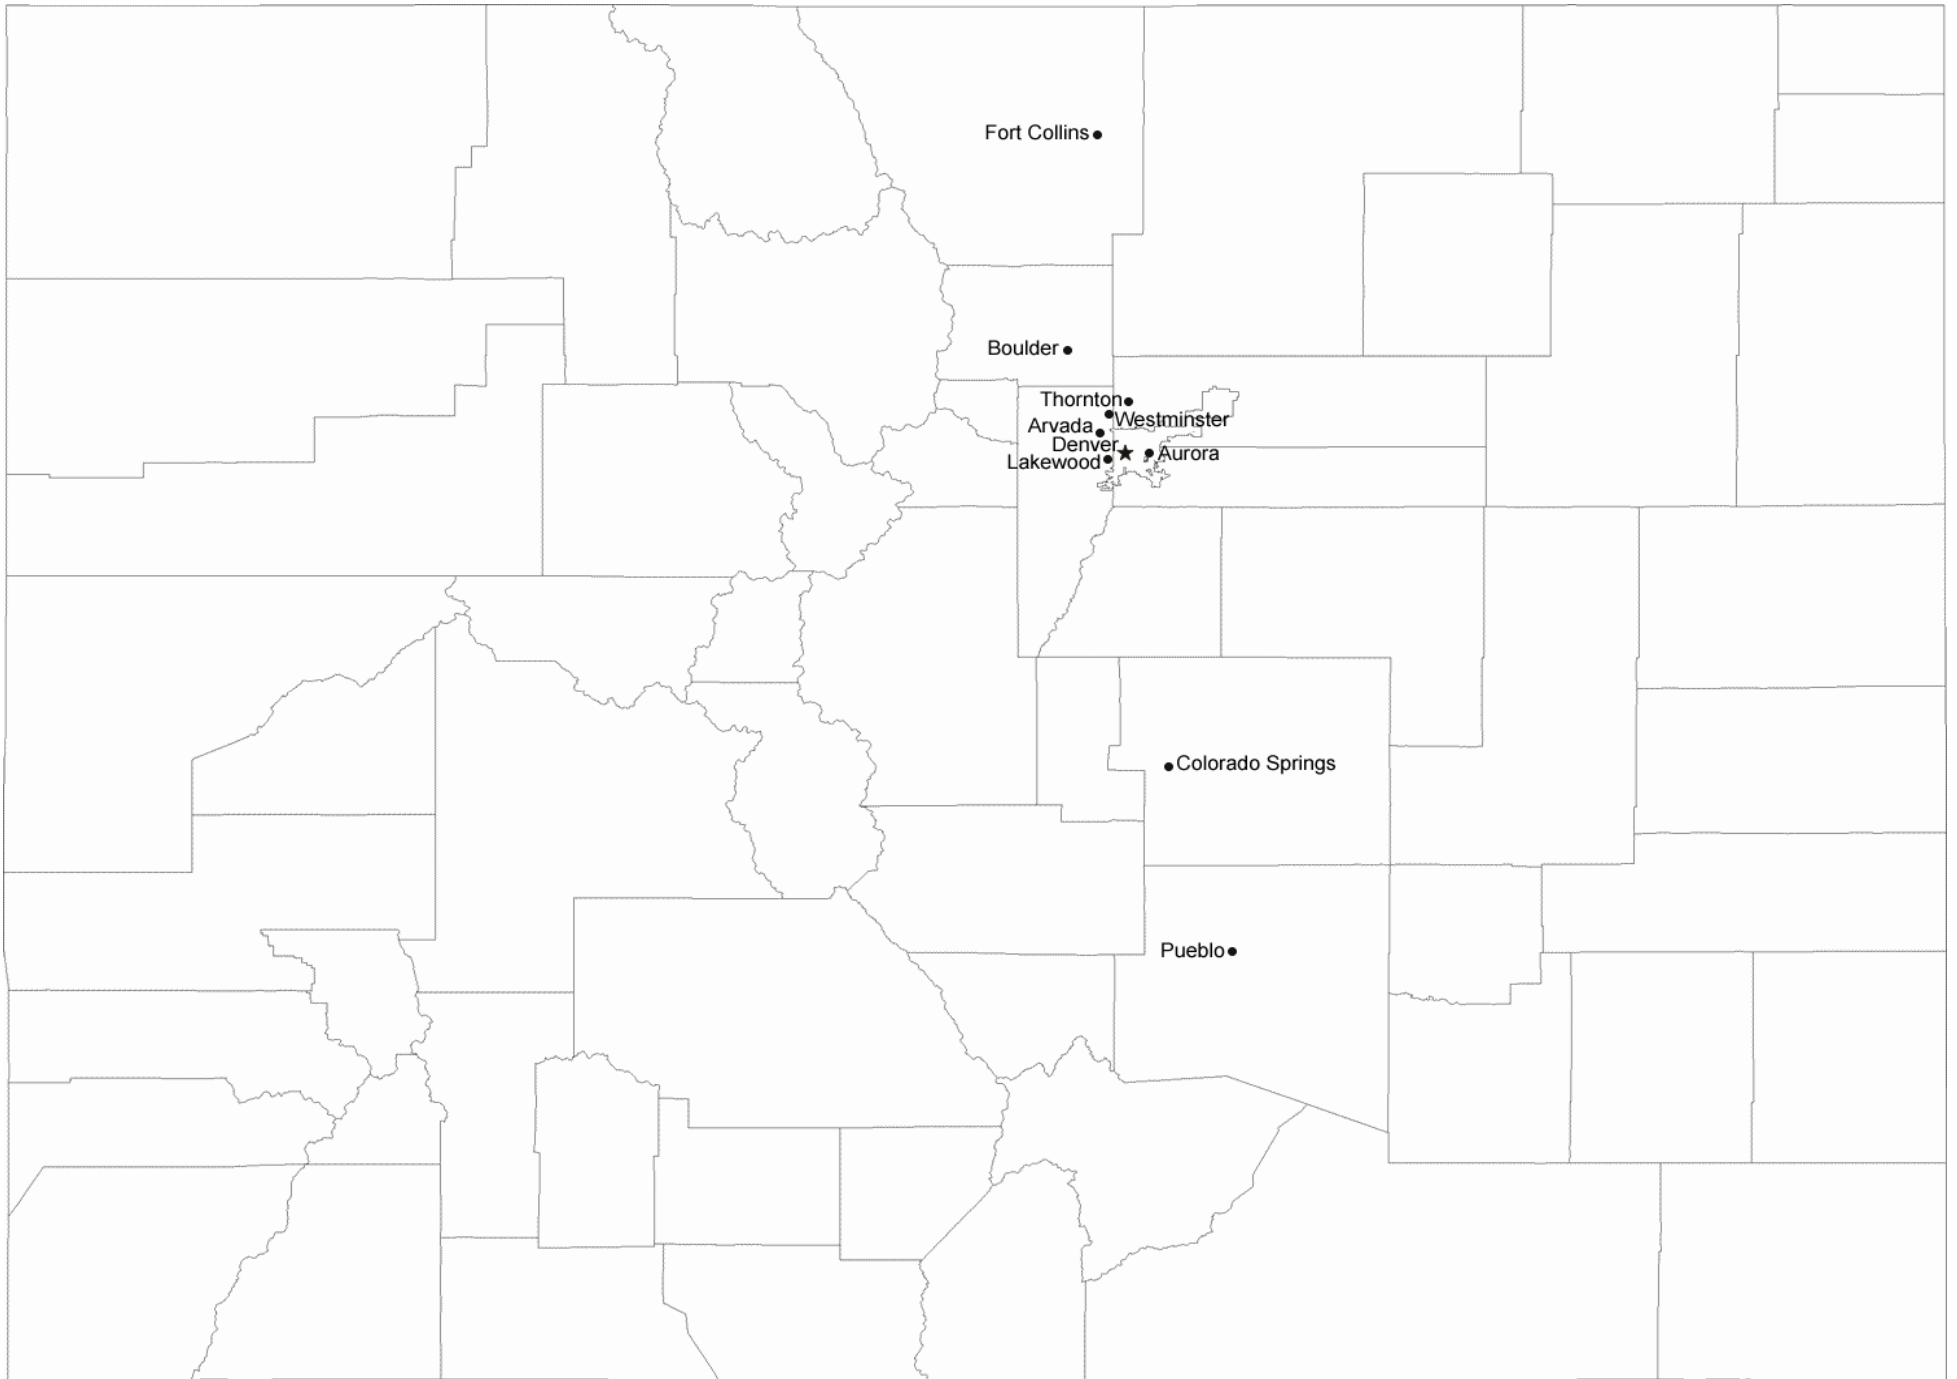 Fort Collins
Boulder
Thornton
Westminster
Arvada
Denver
Lakewood
Aurora
Colorado Springs
Pueblo